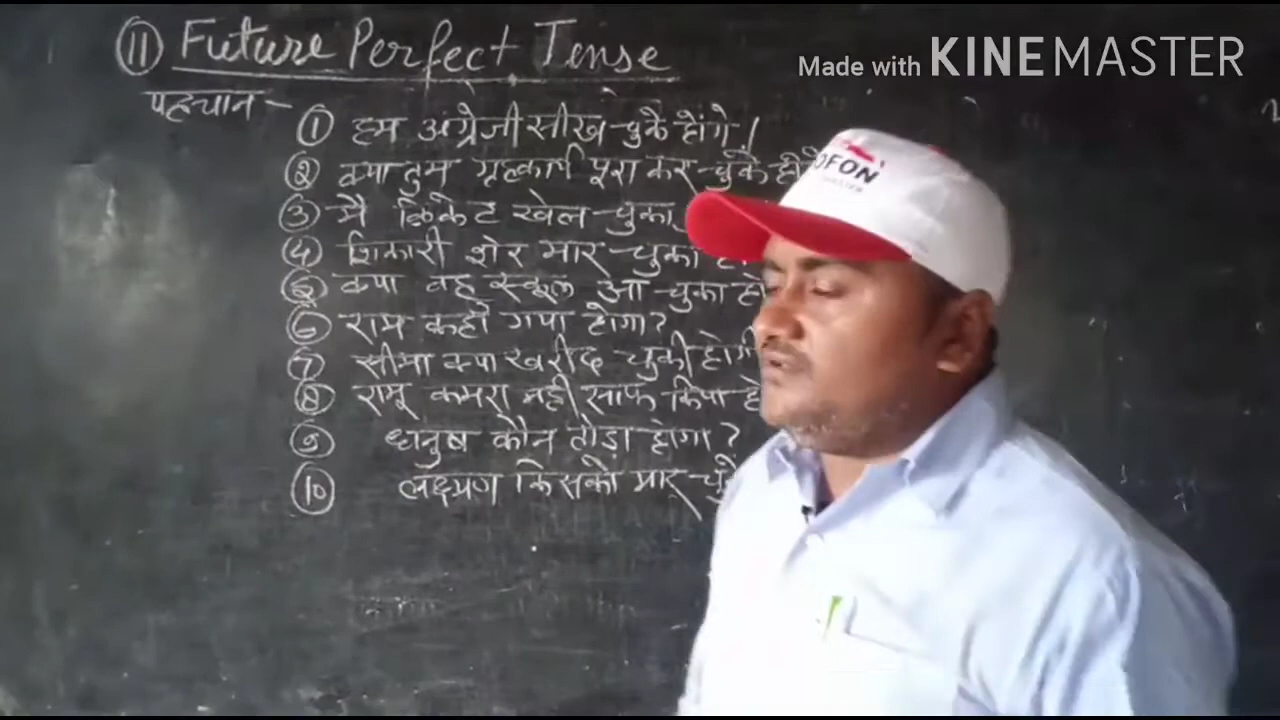 ⑪ Future Perfect Tense
Made with KINEMASTER
पहचान -
① हम अंग्रेजी सीख चुके होंगे।
② क्या तुम गृहकार्य पूरा कर चुके
③ मै क्रिकेट खेल चुका
④ शिकारी शेर मार चुका
⑤ क्या वह स्कूल आ चुका
⑥ राम कहाँ गया होगा?
⑦ सीमा क्या खरीद चुकी होगी
⑧ रामू कमरा नही साफ किया
⑨ धनुष कौन तोड़ा होगा?
⑩ लक्ष्मण किसको मार
OFON